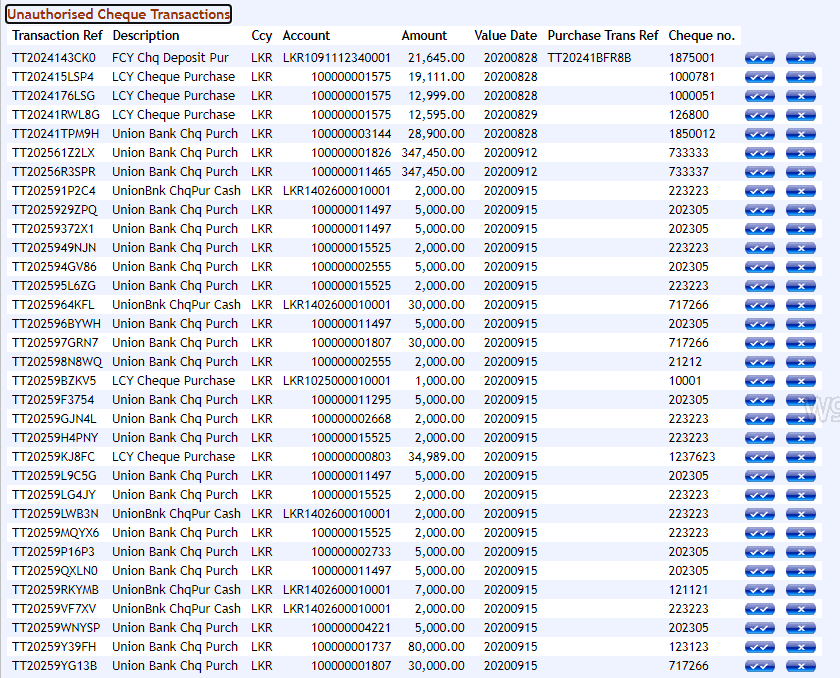 Unauthorised Cheque Transactions
Transaction Ref Description Ccy Account Amount Value Date Purchase Trans Ref Cheque no.
TT2024143CK0 FCY Chq Deposit Pur LKR LKR1091112340001 21,645.00 20200828 TT20241BFR8B 1875001
TT202415LSP4 LCY Cheque Purchase LKR 100000001575 19,111.00 20200828 1000781
TT2024176LSG LCY Cheque Purchase LKR 100000001575 12,999.00 20200828 1000051
TT20241RWL8G LCY Cheque Purchase LKR 100000001575 12,595.00 20200829 126800
TT20241TPM9H Union Bank Chq Purch LKR 100000003144 28,900.00 20200828 1850012
TT202561Z2LX Union Bank Chq Purch LKR 100000001826 347,450.00 20200912 733333
TT20256R3SPR Union Bank Chq Purch LKR 100000011465 347,450.00 20200912 733337
TT202591P2C4 UnionBnk ChqPur Cash LKR LKR1402600010001 2,000.00 20200915 223223
TT2025929ZPQ Union Bank Chq Purch LKR 100000011497 5,000.00 20200915 202305
TT20259372X1 Union Bank Chq Purch LKR 100000011497 5,000.00 20200915 202305
TT2025949NJN Union Bank Chq Purch LKR 100000015525 2,000.00 20200915 223223
TT202594GV86 Union Bank Chq Purch LKR 100000002555 5,000.00 20200915 202305
TT202595L6ZG Union Bank Chq Purch LKR 100000015525 2,000.00 20200915 223223
TT2025964KFL UnionBnk ChqPur Cash LKR LKR1402600010001 30,000.00 20200915 717266
TT202596BYWH Union Bank Chq Purch LKR 100000011497 5,000.00 20200915 202305
TT202597GRN7 Union Bank Chq Purch LKR 100000001807 30,000.00 20200915 717266
TT202598N8WQ Union Bank Chq Purch LKR 100000002555 2,000.00 20200915 21212
TT20259BZKV5 LCY Cheque Purchase LKR LKR1025000010001 1,000.00 20200915 10001
TT20259F3754 Union Bank Chq Purch LKR 100000011295 5,000.00 20200915 202305
TT20259GJN4L Union Bank Chq Purch LKR 100000002668 2,000.00 20200915 223223
TT20259H4PNY Union Bank Chq Purch LKR 100000015525 2,000.00 20200915 223223
TT20259KJ8FC LCY Cheque Purchase LKR 100000000803 34,989.00 20200915 1237623
TT20259L9C5G Union Bank Chq Purch LKR 100000011497 5,000.00 20200915 202305
TT20259LG4JY Union Bank Chq Purch LKR 100000015525 2,000.00 20200915 223223
TT20259LWB3N UnionBnk ChqPur Cash LKR LKR1402600010001 2,000.00 20200915 223223
TT20259MQYX6 Union Bank Chq Purch LKR 100000015525 2,000.00 20200915 223223
TT20259P16P3 Union Bank Chq Purch LKR 100000002733 5,000.00 20200915 202305
TT20259QXLN0 Union Bank Chq Purch LKR 100000011497 5,000.00 20200915 202305
TT20259RKYMB UnionBnk ChqPur Cash LKR LKR1402600010001 7,000.00 20200915 121121
TT20259VF7XV UnionBnk ChqPur Cash LKR LKR1402600010001 2,000.00 20200915 223223
TT20259WNYSP Union Bank Chq Purch LKR 100000004221 5,000.00 20200915 202305
TT20259Y39FH Union Bank Chq Purch LKR 100000001737 80,000.00 20200915 123123
TT20259YG13B Union Bank Chq Purch LKR 100000001807 30,000.00 20200915 717266